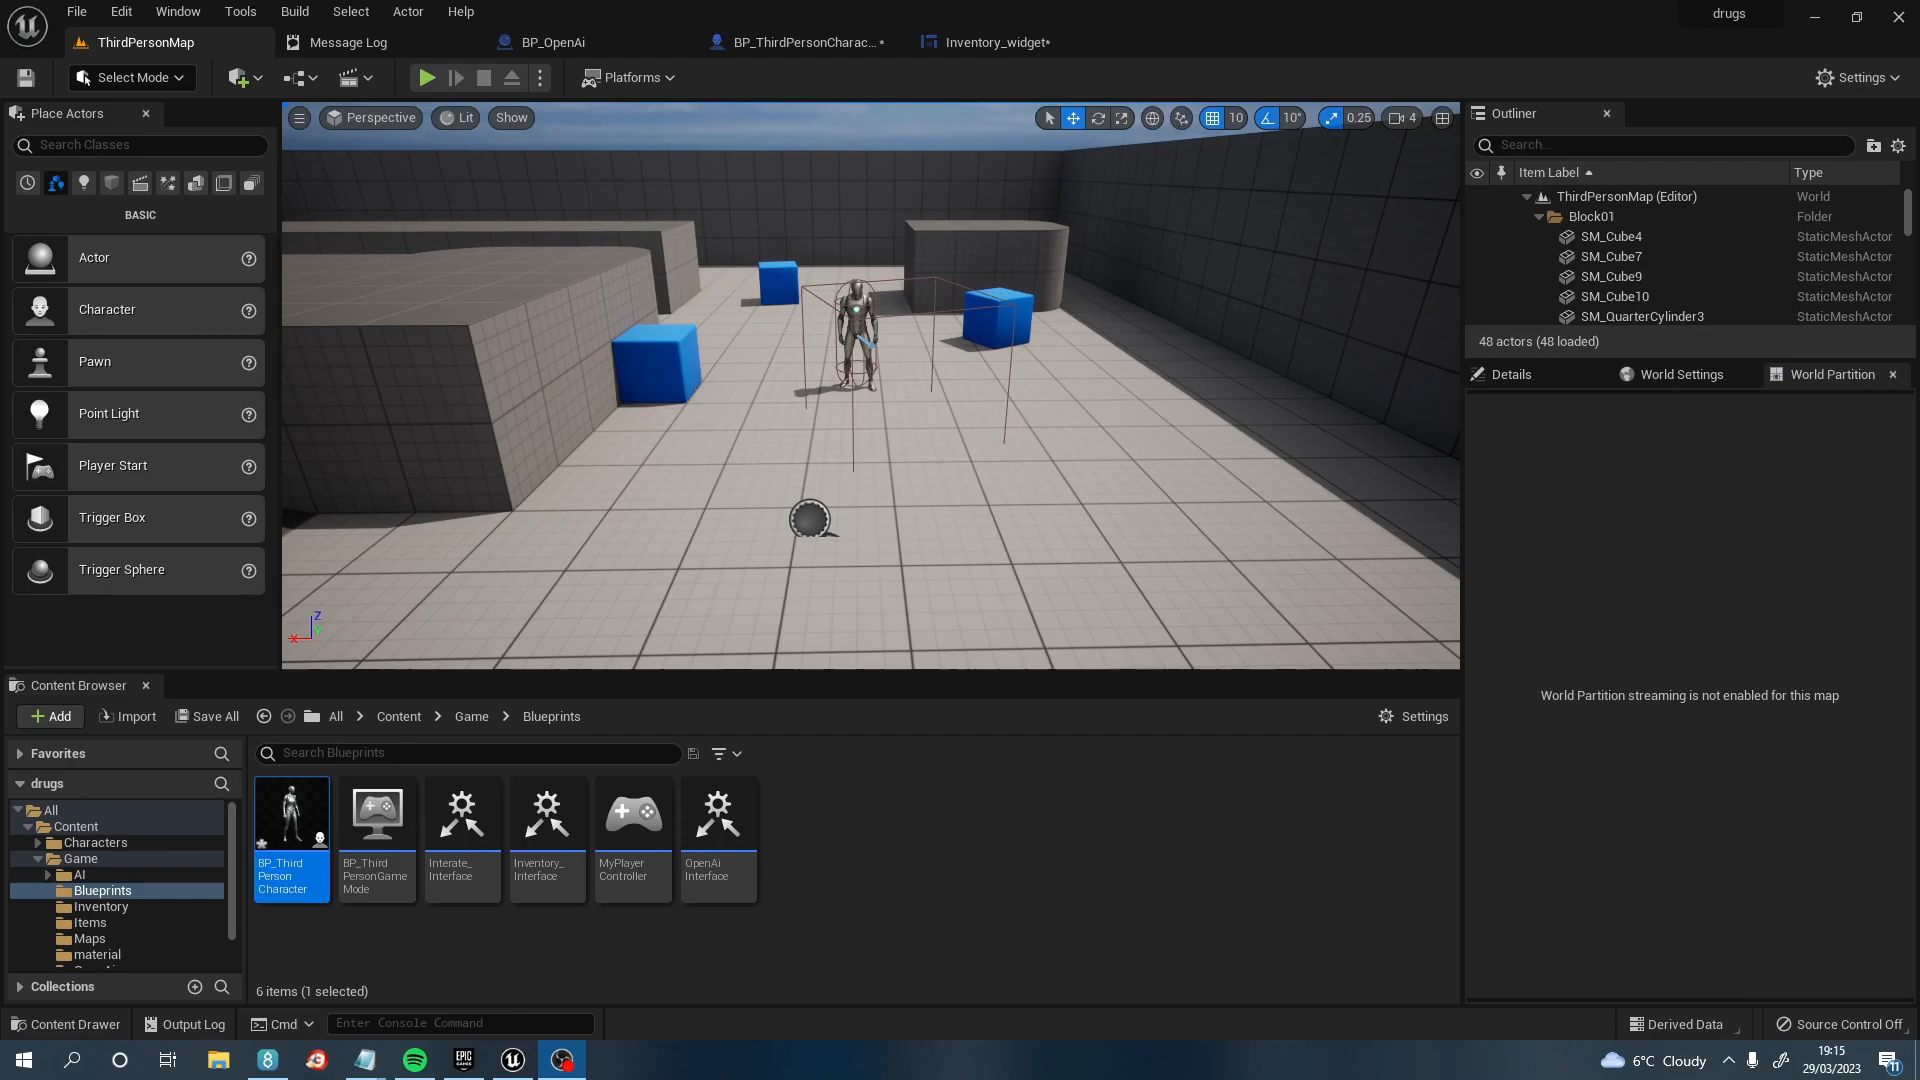 File Edit Window Tools Build Select Actor Help
drugs
ThirdPersonMap
Message Log
BP_OpenAi
BP_ThirdPersonCharac... *
Inventory_widget*
Select Mode
Platforms
Settings
Place Actors
Search Classes
BASIC
Actor
Character
Pawn
Point Light
Player Start
Trigger Box
Trigger Sphere
Perspective
Lit
Show
10
10°
0.25
4
Z
Y
X
Outliner
Search...
Item Label
Type
ThirdPersonMap (Editor) World
Block01 Folder
SM_Cube4 StaticMeshActor
SM_Cube7 StaticMeshActor
SM_Cube9 StaticMeshActor
SM_Cube10 StaticMeshActor
SM_QuarterCylinder3 StaticMeshActor
48 actors (48 loaded)
Details
World Settings
World Partition
World Partition streaming is not enabled for this map
Content Browser
Add
Import
Save All
All > Content > Game > Blueprints
Settings
Favorites
drugs
All
Content
Characters
Game
AI
Blueprints
Inventory
Items
Maps
material
Collections
Search Blueprints
BP_Third
Person
Character
BP_Third
PersonGame
Mode
Interate_
Interface
Inventory_
Interface
MyPlayer
Controller
OpenAi
Interface
6 items (1 selected)
Content Drawer
Output Log
Cmd
Enter Console Command
Derived Data
Source Control Off
EPIC
GAMES
6°C Cloudy
19:15
29/03/2023
11